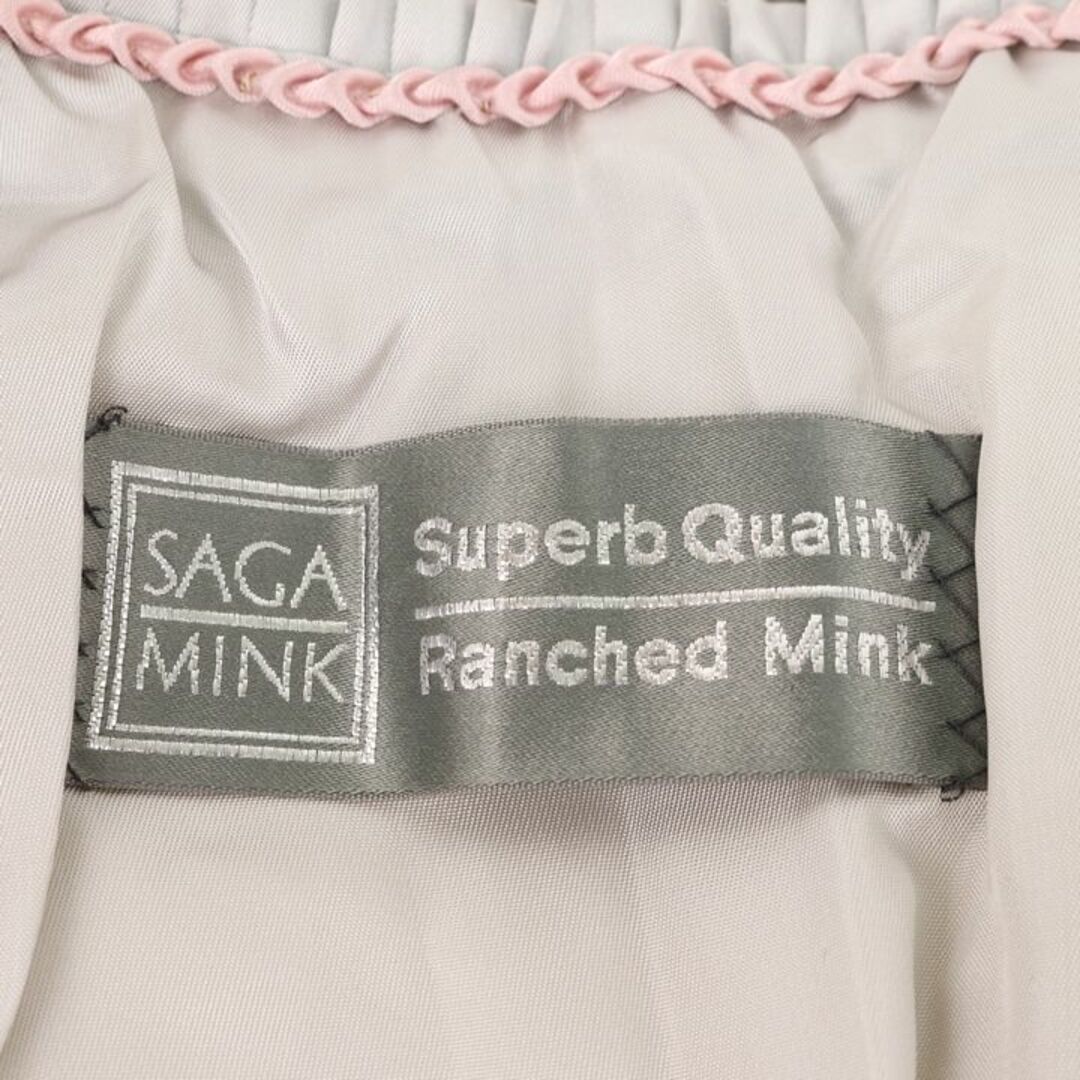 SAGA
MINK
Superb Quality
Ranched Mink